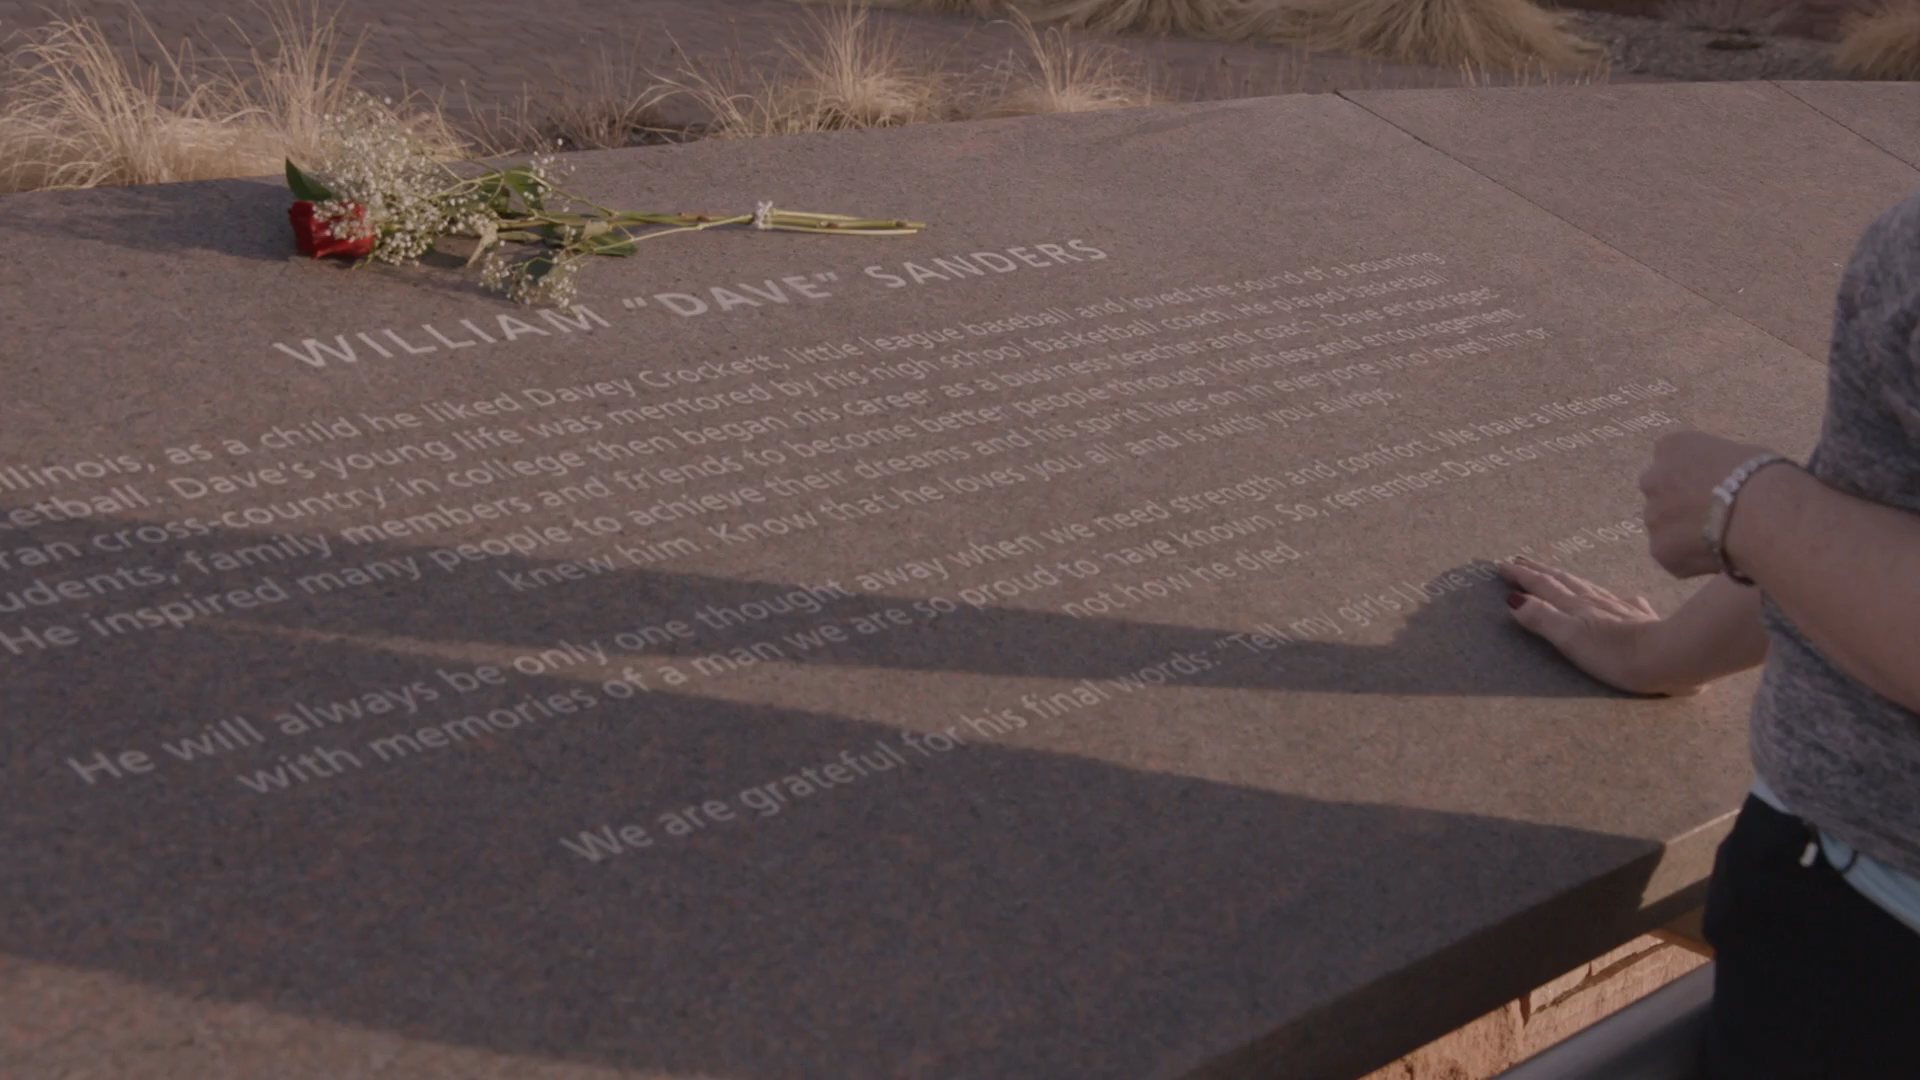 WILLIAM “DAVE” SANDERS
Illinois, as a child he liked Davey Crockett, little league baseball and loved the sound of a bouncing
etball. Dave's young life was mentored by his high school basketball coach. He played basketball
ran cross-country in college then began his career as a business teacher and coach. Dave encouraged
udents, family members and friends to become better people through kindness and encouragement.
He inspired many people to achieve their dreams and his spirit lives on in everyone who loved him or
knew him. Know that he loves you all and is with you always.
He will always be only one thought away when we need strength and comfort. We have a lifetime filled
with memories of a man we are so proud to have known. So, remember Dave for how he lived,
not how he died.
We are grateful for his final words: “Tell my girls I love”, we love